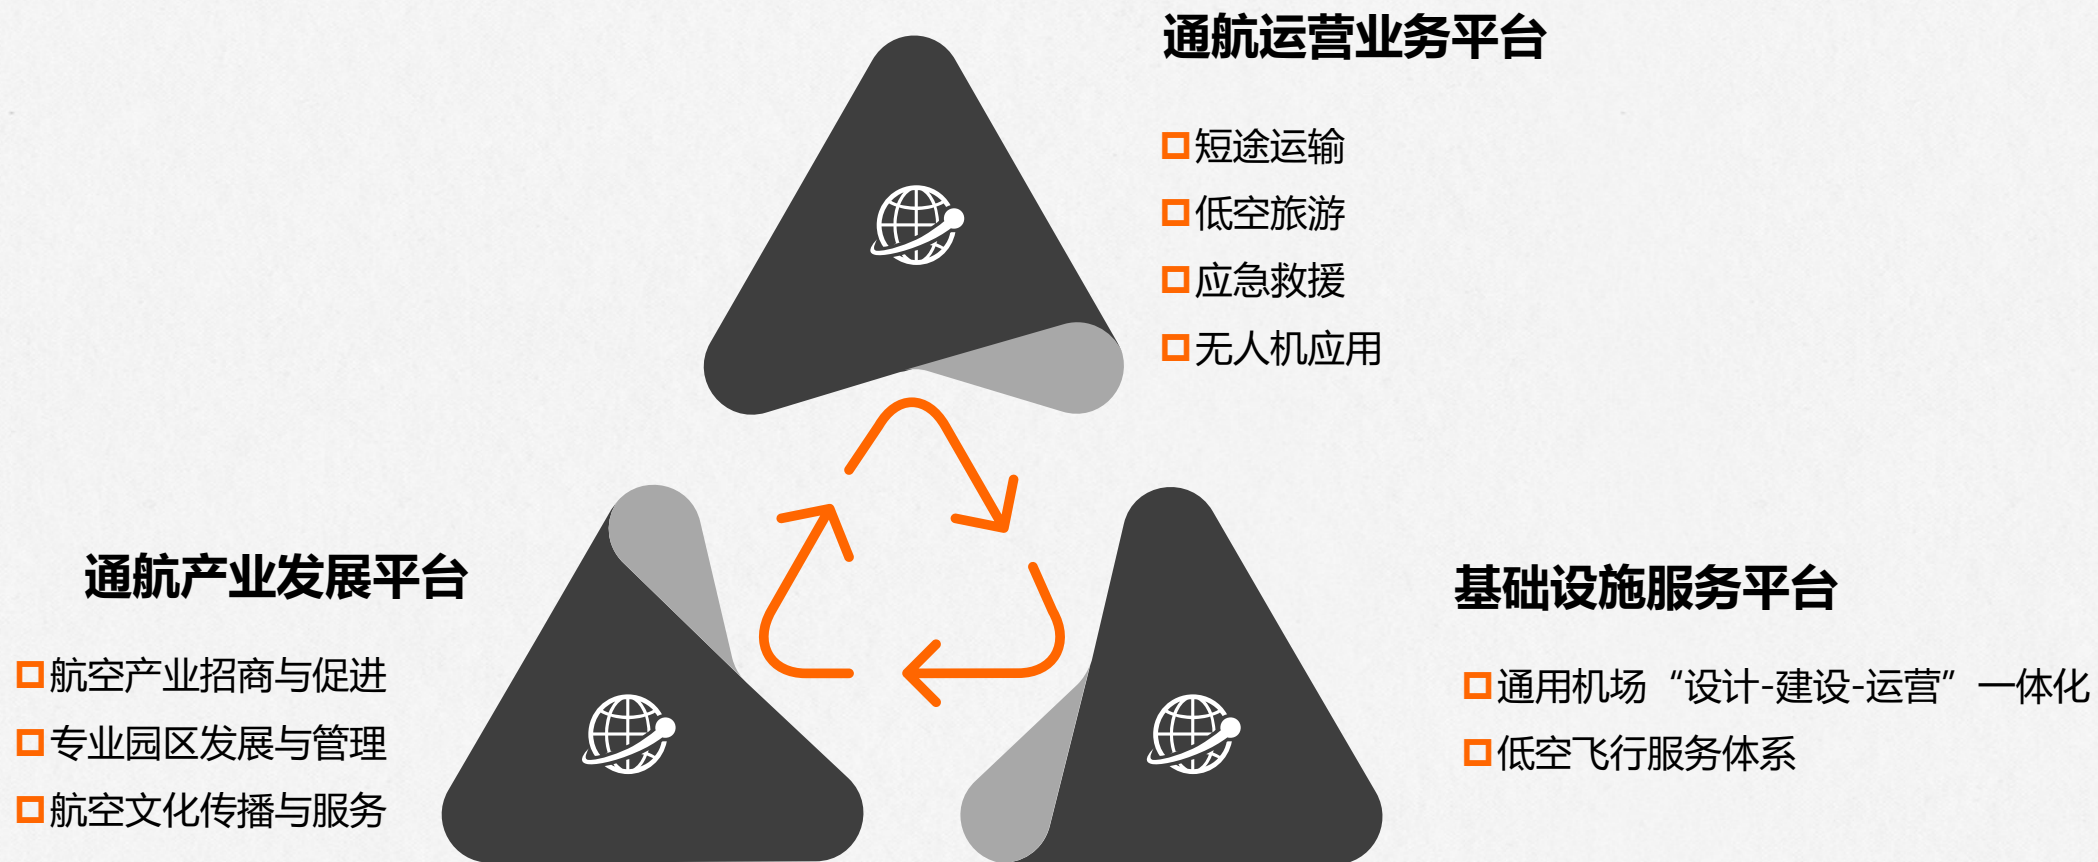 通航运营业务平台
短途运输
低空旅游
应急救援
无人机应用
通航产业发展平台
航空产业招商与促进
专业园区发展与管理
航空文化传播与服务
基础设施服务平台
通用机场“设计-建设-运营”一体化
低空飞行服务体系